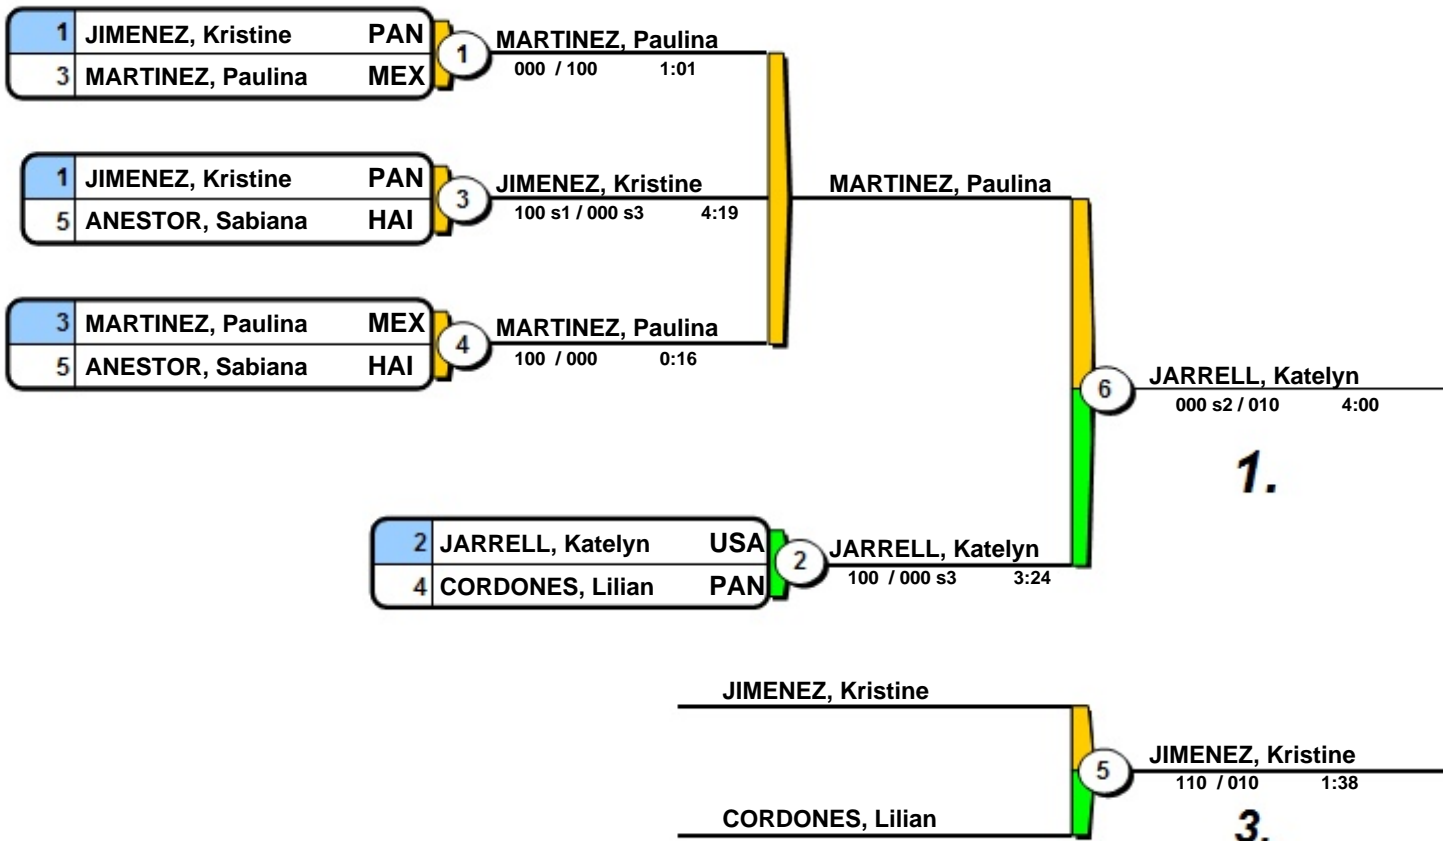 1 JIMENEZ, Kristine PAN
3 MARTINEZ, Paulina MEX
1
MARTINEZ, Paulina
000 / 100 1:01
1 JIMENEZ, Kristine PAN
5 ANESTOR, Sabiana HAI
3
JIMENEZ, Kristine
100 s1 / 000 s3 4:19
MARTINEZ, Paulina
3 MARTINEZ, Paulina MEX
5 ANESTOR, Sabiana HAI
4
MARTINEZ, Paulina
100 / 000 0:16
6
JARRELL, Katelyn
000 s2 / 010 4:00
1.
2 JARRELL, Katelyn USA
4 CORDONES, Lilian PAN
2
JARRELL, Katelyn
100 / 000 s3 3:24
JIMENEZ, Kristine
5
JIMENEZ, Kristine
110 / 010 1:38
CORDONES, Lilian
3.